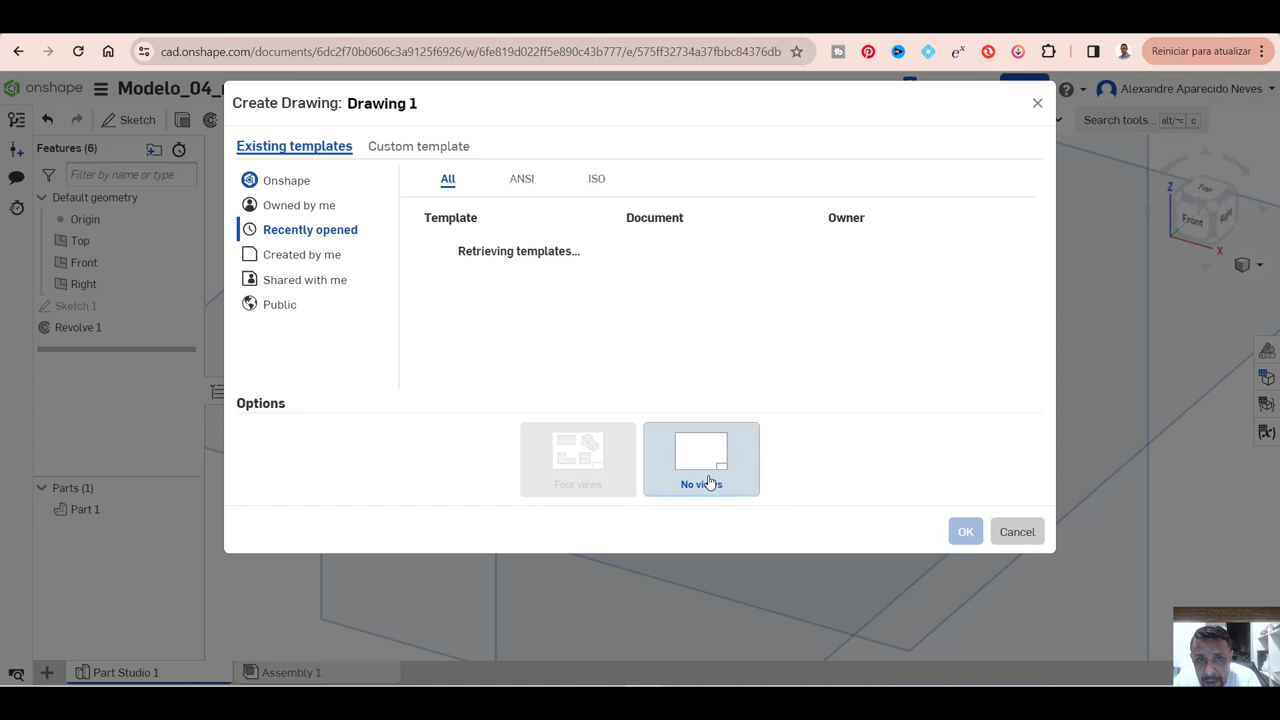 cad.onshape.com/documents/6dc2f70b0606c3a9125f6926/w/6fe819d022ff5e890c43b777/e/575ff32734a37fbbc84376db
Reiniciar para atualizar
onshape
Modelo_04_
Alexandre Aparecido Neves
Sketch
Search tools...
alt/⌥
c
Features (6)
Filter by name or type
Default geometry
Origin
Top
Front
Right
Sketch 1
Revolve 1
Parts (1)
Part 1
Create Drawing: Drawing 1
Existing templates
Custom template
Onshape
Owned by me
Recently opened
Created by me
Shared with me
Public
All
ANSI
ISO
Template
Document
Owner
Retrieving templates...
Options
Four views
No views
OK
Cancel
Z
Top
Front
Right
X
Part Studio 1
Assembly 1